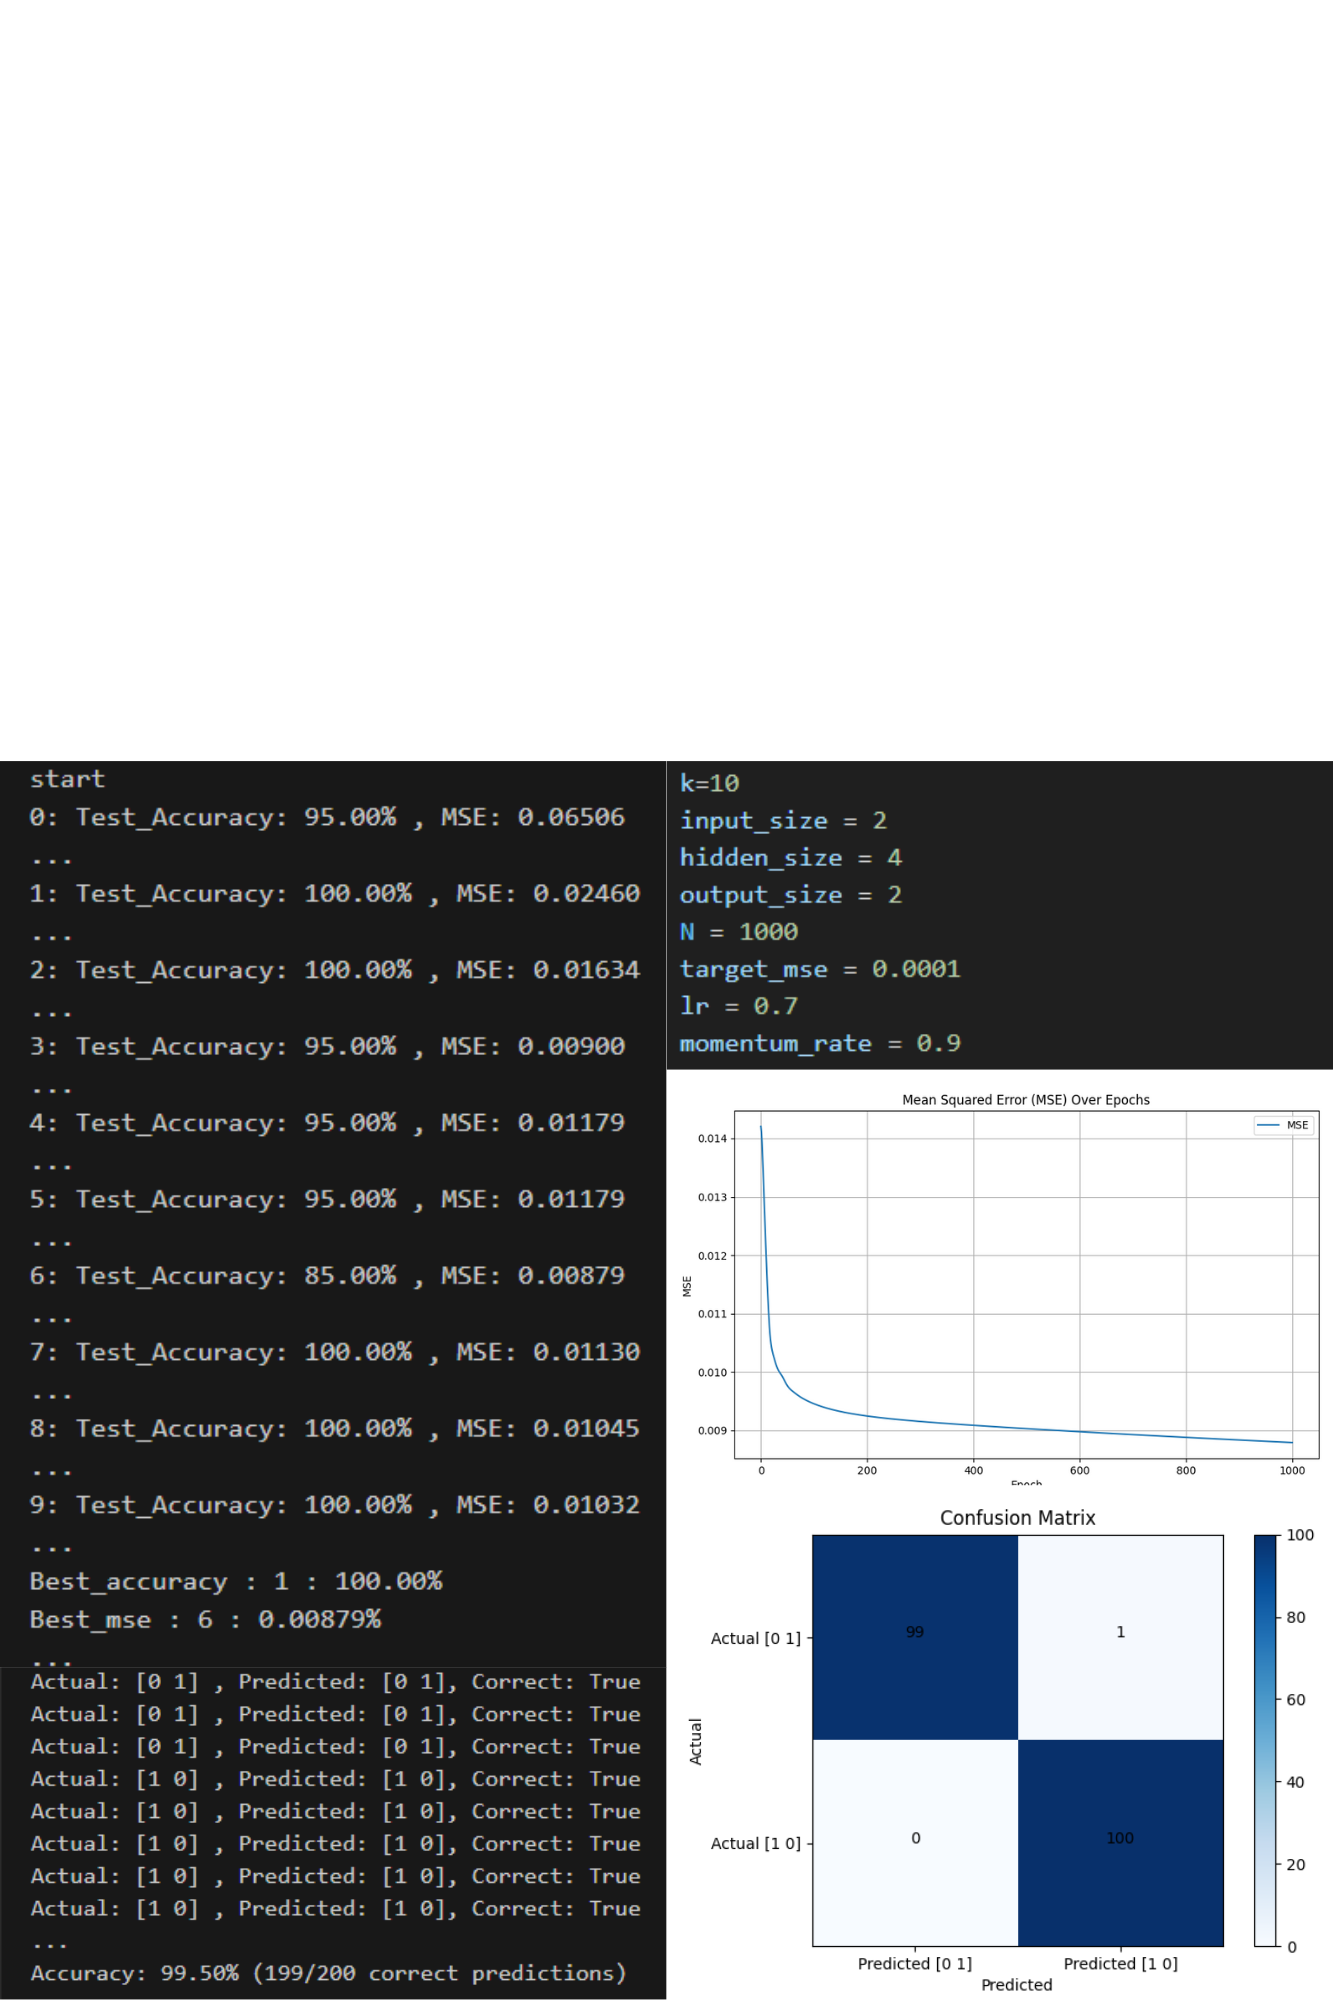 start
0: Test_Accuracy: 95.00% , MSE: 0.06506
...
1: Test_Accuracy: 100.00% , MSE: 0.02460
...
2: Test_Accuracy: 100.00% , MSE: 0.01634
...
3: Test_Accuracy: 95.00% , MSE: 0.00900
...
4: Test_Accuracy: 95.00% , MSE: 0.01179
...
5: Test_Accuracy: 95.00% , MSE: 0.01179
...
6: Test_Accuracy: 85.00% , MSE: 0.00879
...
7: Test_Accuracy: 100.00% , MSE: 0.01130
...
8: Test_Accuracy: 100.00% , MSE: 0.01045
...
9: Test_Accuracy: 100.00% , MSE: 0.01032
...
Best_accuracy : 1 : 100.00%
Best_mse : 6 : 0.00879%
...
Actual: [0 1] , Predicted: [0 1], Correct: True
Actual: [0 1] , Predicted: [0 1], Correct: True
Actual: [0 1] , Predicted: [0 1], Correct: True
Actual: [1 0] , Predicted: [1 0], Correct: True
Actual: [1 0] , Predicted: [1 0], Correct: True
Actual: [1 0] , Predicted: [1 0], Correct: True
Actual: [1 0] , Predicted: [1 0], Correct: True
Actual: [1 0] , Predicted: [1 0], Correct: True
...
Accuracy: 99.50% (199/200 correct predictions)
k=10
input_size = 2
hidden_size = 4
output_size = 2
N = 1000
target_mse = 0.0001
lr = 0.7
momentum_rate = 0.9
Mean Squared Error (MSE) Over Epochs
MSE
0.014
0.013
0.012
0.011
0.010
0.009
MSE
0 200 400 600 800 1000
Epoch
Confusion Matrix
100
80
60
40
20
0
Actual [0 1]
99 1
Actual
Actual [1 0]
0 100
Predicted [0 1] Predicted [1 0]
Predicted